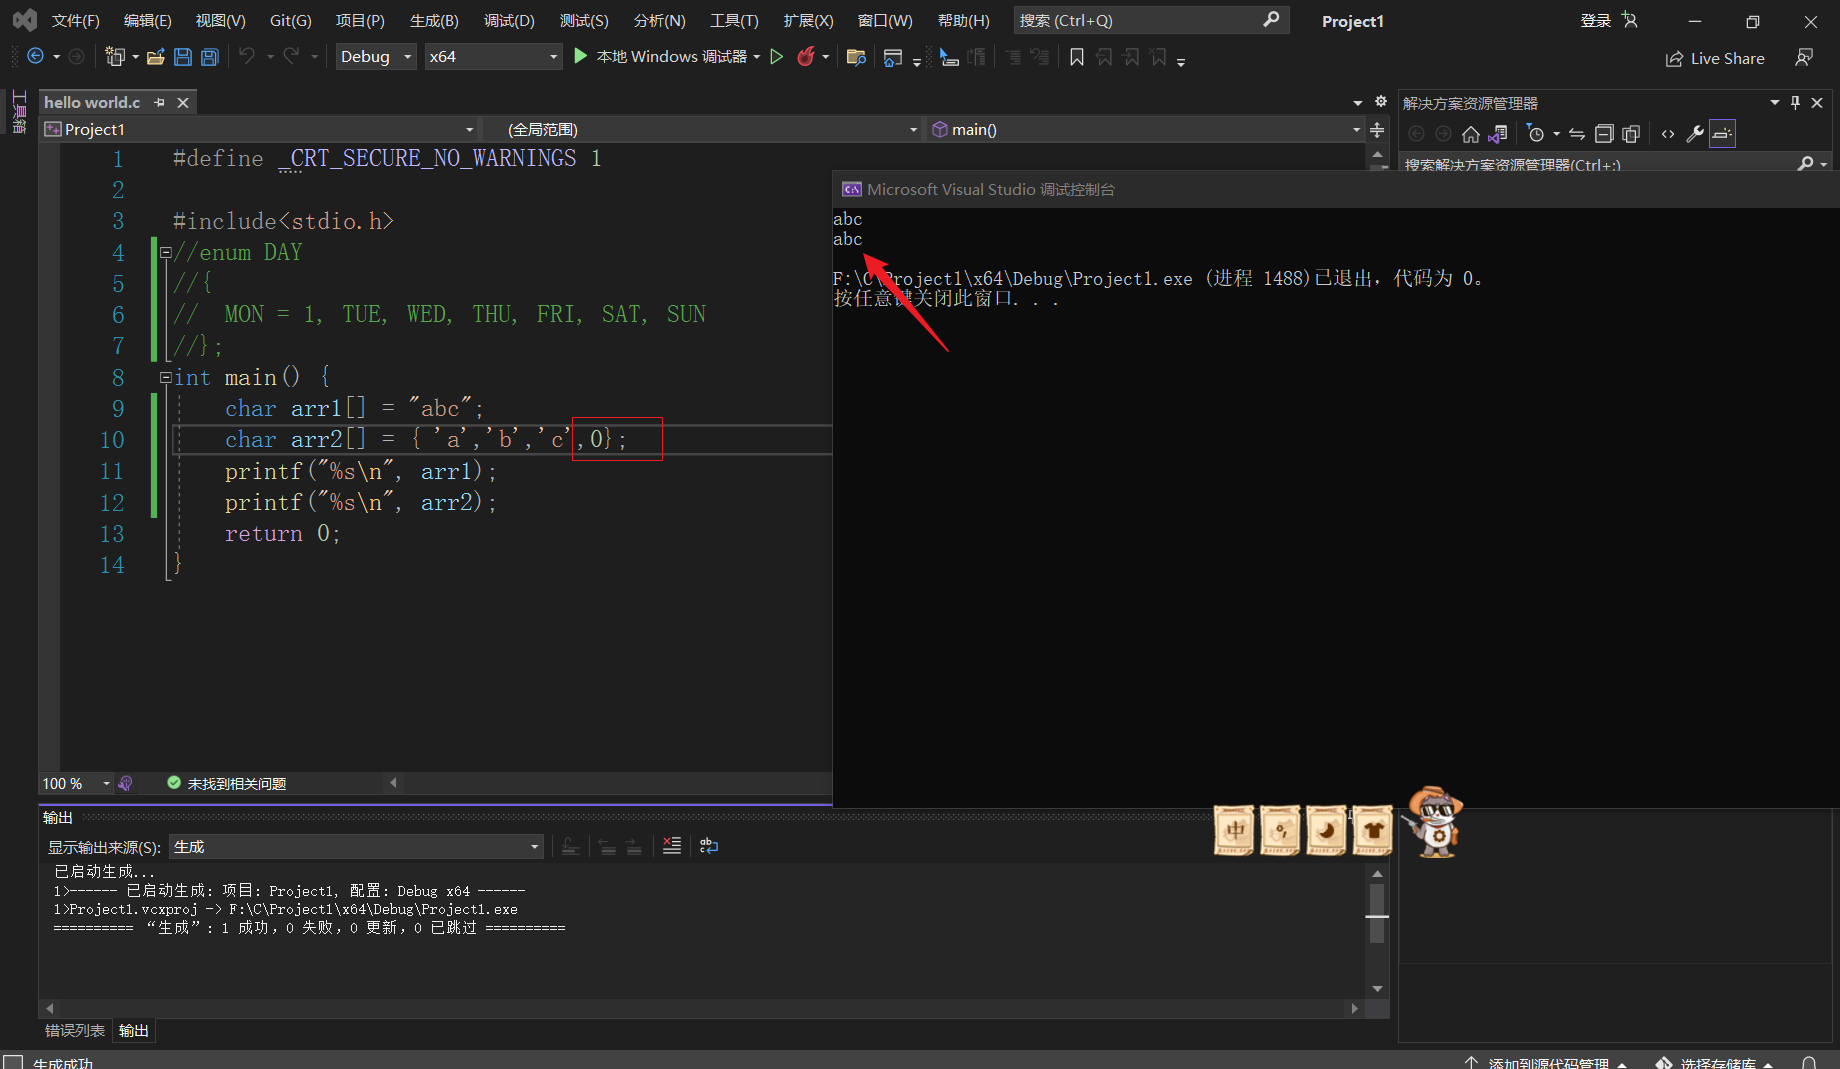 文件(F) 编辑(E) 视图(V) Git(G) 项目(P) 生成(B) 调试(D) 测试(S) 分析(N) 工具(T) 扩展(X) 窗口(W) 帮助(H) 搜索 (Ctrl+Q) Project1 登录
Debug x64 本地 Windows 调试器 Live Share
工具箱
hello world.c
Project1 (全局范围) main()
1 #define _CRT_SECURE_NO_WARNINGS 1
2
3 #include<stdio.h>
4 //enum DAY
5 //{
6 // MON = 1, TUE, WED, THU, FRI, SAT, SUN
7 //};
8 int main() {
9 char arr1[] = "abc";
10 char arr2[] = { 'a','b','c',0};
11 printf("%s\n", arr1);
12 printf("%s\n", arr2);
13 return 0;
14 }
解决方案资源管理器
搜索解决方案资源管理器(Ctrl+;)
Microsoft Visual Studio 调试控制台
abc
abc
F:\C\Project1\x64\Debug\Project1.exe (进程 1488)已退出，代码为 0。
按任意键关闭此窗口. . .
100 % 未找到相关问题
输出
显示输出来源(S): 生成
已启动生成...
1>------ 已启动生成: 项目: Project1, 配置: Debug x64 ------
1>Project1.vcxproj -> F:\C\Project1\x64\Debug\Project1.exe
========== “生成”: 1 成功，0 失败，0 更新，0 已跳过 ==========
中
错误列表 输出
生成成功 添加到源代码管理 选择存储库